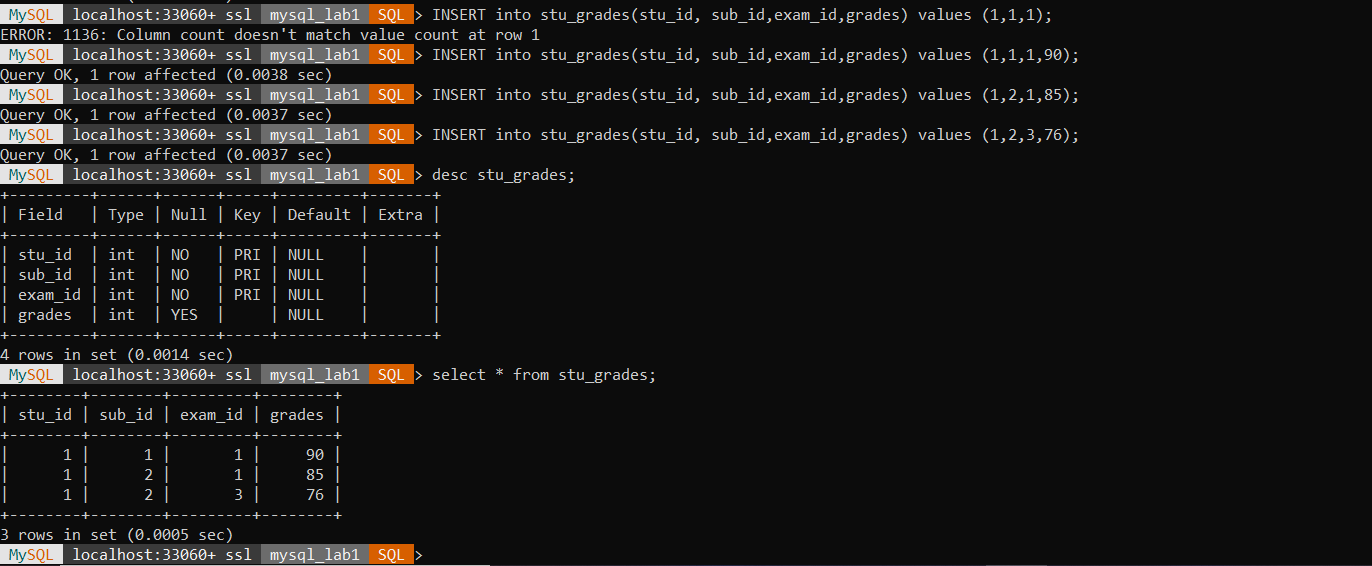 MySQL localhost:33060+ ssl mysql_lab1 SQL > INSERT into stu_grades(stu_id, sub_id,exam_id,grades) values (1,1,1);
ERROR: 1136: Column count doesn't match value count at row 1
MySQL localhost:33060+ ssl mysql_lab1 SQL > INSERT into stu_grades(stu_id, sub_id,exam_id,grades) values (1,1,1,90);
Query OK, 1 row affected (0.0038 sec)
MySQL localhost:33060+ ssl mysql_lab1 SQL > INSERT into stu_grades(stu_id, sub_id,exam_id,grades) values (1,2,1,85);
Query OK, 1 row affected (0.0037 sec)
MySQL localhost:33060+ ssl mysql_lab1 SQL > INSERT into stu_grades(stu_id, sub_id,exam_id,grades) values (1,2,3,76);
Query OK, 1 row affected (0.0037 sec)
MySQL localhost:33060+ ssl mysql_lab1 SQL > desc stu_grades;
+---------+------+------+-----+---------+-------+
| Field   | Type | Null | Key | Default | Extra |
+---------+------+------+-----+---------+-------+
| stu_id  | int  | NO   | PRI | NULL    |       |
| sub_id  | int  | NO   | PRI | NULL    |       |
| exam_id | int  | NO   | PRI | NULL    |       |
| grades  | int  | YES  |     | NULL    |       |
+---------+------+------+-----+---------+-------+
4 rows in set (0.0014 sec)
MySQL localhost:33060+ ssl mysql_lab1 SQL > select * from stu_grades;
+--------+--------+---------+--------+
| stu_id | sub_id | exam_id | grades |
+--------+--------+---------+--------+
|      1 |      1 |       1 |     90 |
|      1 |      2 |       1 |     85 |
|      1 |      2 |       3 |     76 |
+--------+--------+---------+--------+
3 rows in set (0.0005 sec)
MySQL localhost:33060+ ssl mysql_lab1 SQL >